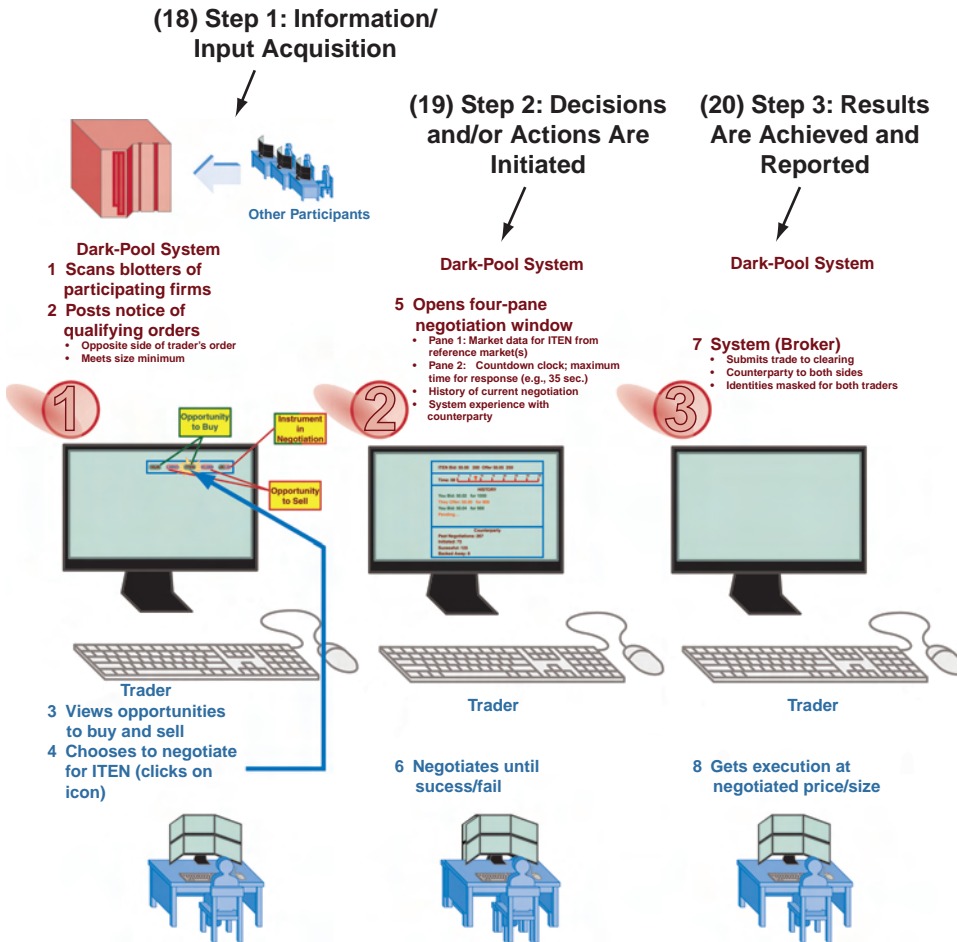 (18) Step 1: Information/
Input Acquisition
(19) Step 2: Decisions
and/or Actions Are
Initiated
(20) Step 3: Results
Are Achieved and
Reported
Other Participants
Dark-Pool System
1 Scans blotters of
participating firms
2 Posts notice of
qualifying orders
• Opposite side of trader's order
• Meets size minimum
Dark-Pool System
5 Opens four-pane
negotiation window
• Pane 1: Market data for ITEN from
reference market(s)
• Pane 2: Countdown clock; maximum
time for response (e.g., 35 sec.)
• History of current negotiation
• System experience with
counterparty
Dark-Pool System
7 System (Broker)
• Submits trade to clearing
• Counterparty to both sides
• Identities masked for both traders
1
2
3
Opportunity
to Buy
Instrument
in
Negotiation
Opportunity
to Sell
HISTORY
Pending...
Counterparty
Past Negotiations:
Initiated:
Trader
3 Views opportunities
to buy and sell
4 Chooses to negotiate
for ITEN (clicks on
icon)
Trader
6 Negotiates until
sucess/fail
Trader
8 Gets execution at
negotiated price/size